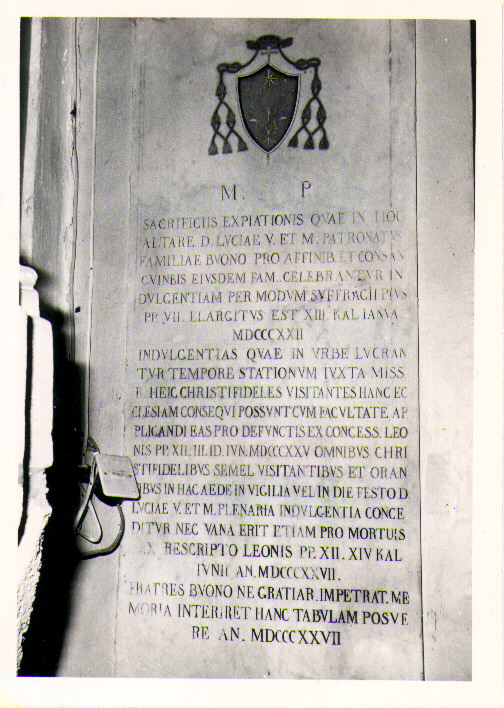 M. P
SACRIFICIIS EXPIATIONIS QVAE IN HOC
ALTARE D. LVCIAE V. ET M. PATRONATVS
FAMILIAE BVONO PRO AFFINIB. ET CONSAN
GVINEIS EIVSDEM FAM. CELEBRANTVR IN
DVLGENTIAM PER MODVM SVFFRAGII PIVS
PP. VII. ELARGITVS EST XIII. KAL IANVA
MDCCCXXII
INDVLGENTIAS QVAE IN VRBE LVCRAN
TVR TEMPORE STATIONVM IVXTA MISS.
R. HEIC. CHRISTIFIDELES VISITANTES HANC EC
CLESIAM CONSEQVI POSSVNT CVM FACVLTATE AP
PLICANDI EAS PRO DEFVNCTIS EX CONCESS. LEO
NIS PP. XII. III. ID. IVN. MDCCCXXV OMNIBVS CHRI
STIFIDELIBVS SEMEL VISITANTIBVS ET ORAN
TIBVS IN HAC AEDE IN VIGILIA VEL IN DIE FESTO D
LVCIAE V. ET M. PLENARIA INDVLGENTIA CONCE
DITVR NEC VANA ERIT ETIAM PRO MORTVIS
EX RESCRIPTO LEONIS PP. XII. XIV KAL
IVNII AN. MDCCCXXVII.
FRATRES BVONO NE GRATIAR. IMPETRAT. ME
MORIA INTERIRET HANC TABVLAM POSVE
RE AN. MDCCCXXVII